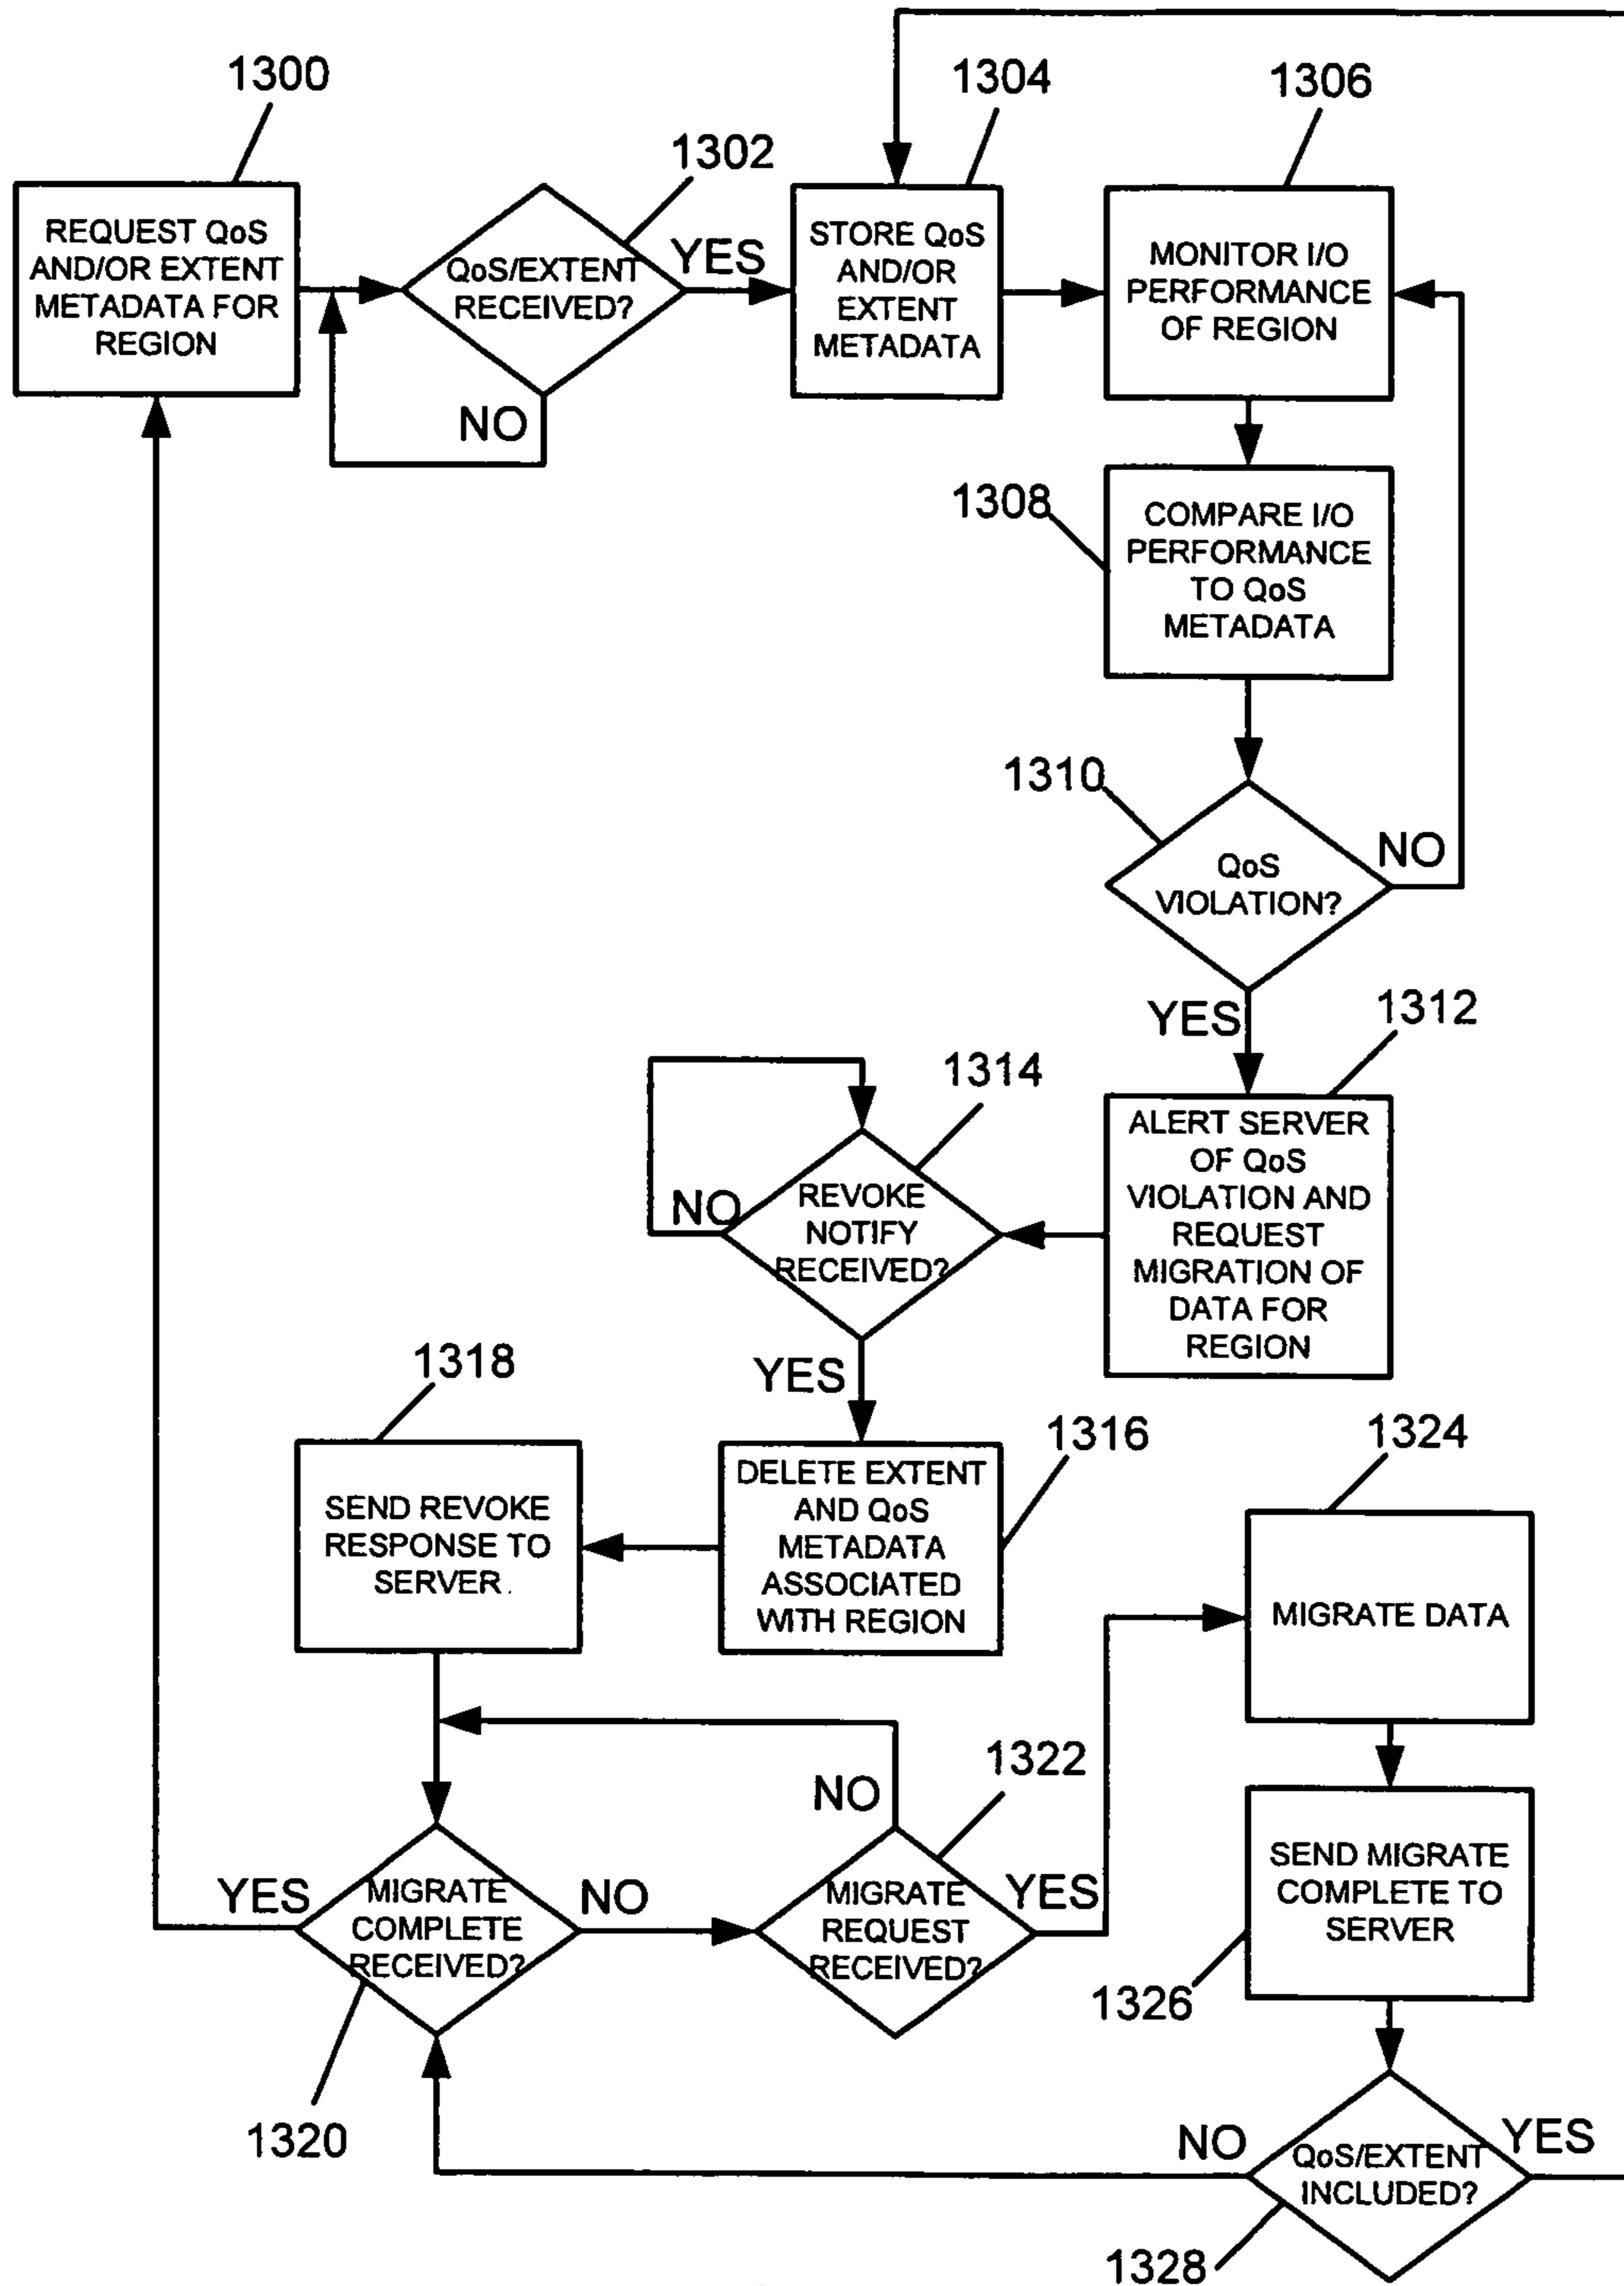 1300
REQUEST QoS
AND/OR EXTENT
METADATA FOR
REGION
1302
QoS/EXTENT
RECEIVED?
YES
NO
1304
STORE QoS
AND/OR
EXTENT
METADATA
1306
MONITOR I/O
PERFORMANCE
OF REGION
1308
COMPARE I/O
PERFORMANCE
TO QoS
METADATA
1310
QoS
VIOLATION?
NO
YES
1312
ALERT SERVER
OF QoS
VIOLATION AND
REQUEST
MIGRATION OF
DATA FOR
REGION
1314
REVOKE
NOTIFY
RECEIVED?
NO
YES
1316
DELETE EXTENT
AND QoS
METADATA
ASSOCIATED
WITH REGION
1318
SEND REVOKE
RESPONSE TO
SERVER
1320
MIGRATE
COMPLETE
RECEIVED?
YES
NO
1322
MIGRATE
REQUEST
RECEIVED?
NO
YES
1324
MIGRATE DATA
1326
SEND MIGRATE
COMPLETE TO
SERVER
1328
QoS/EXTENT
INCLUDED?
NO
YES